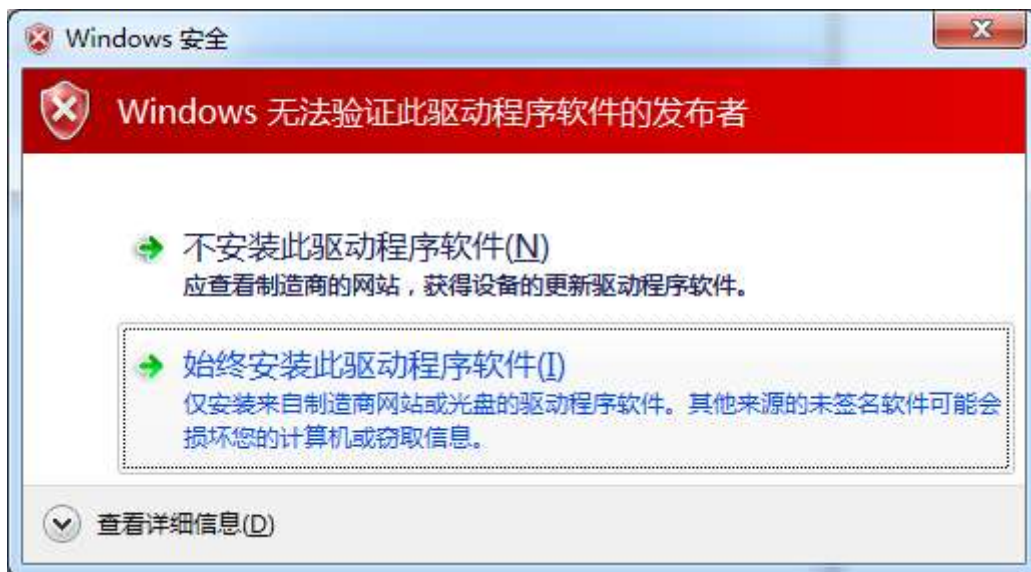 Windows 安全
Windows 无法验证此驱动程序软件的发布者
不安装此驱动程序软件(N)
应查看制造商的网站，获得设备的更新驱动程序软件。
始终安装此驱动程序软件(I)
仅安装来自制造商网站或光盘的驱动程序软件。其他来源的未签名软件可能会
损坏您的计算机或窃取信息。
查看详细信息(D)